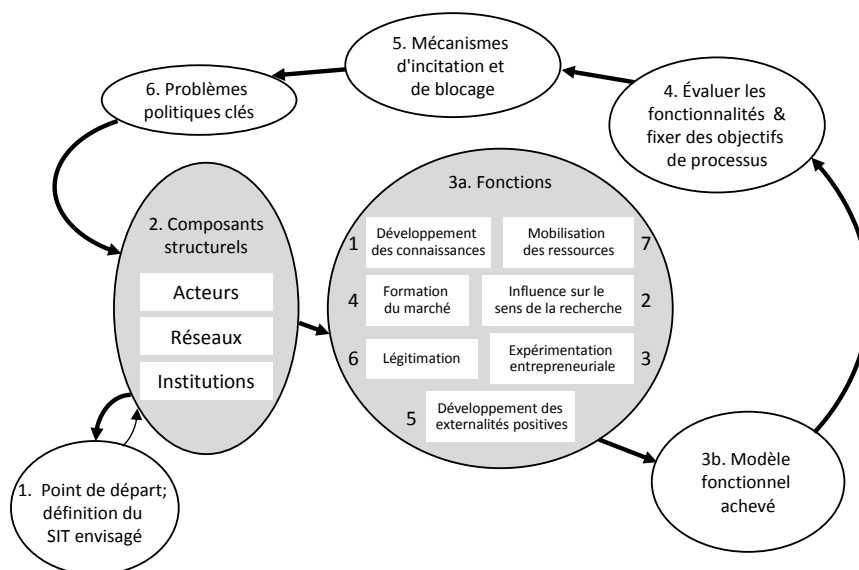 5. Mécanismes
d'incitation et
de blocage
6. Problèmes
politiques clés
4. Évaluer les
fonctionnalités & 
fixer des objectifs
de processus
3a. Fonctions
2. Composants
structurels
Acteurs
Réseaux
Institutions
1 Développement
des connaissances
Mobilisation
des ressources 7
4 Formation
du marché
Influence sur le
sens de la recherche 2
6 Légitimation
Expérimentation
entrepreneuriale 3
5 Développement des
externalités positives
3b. Modèle
fonctionnel
achevé
1. Point de départ;
définition du
SIT envisagé